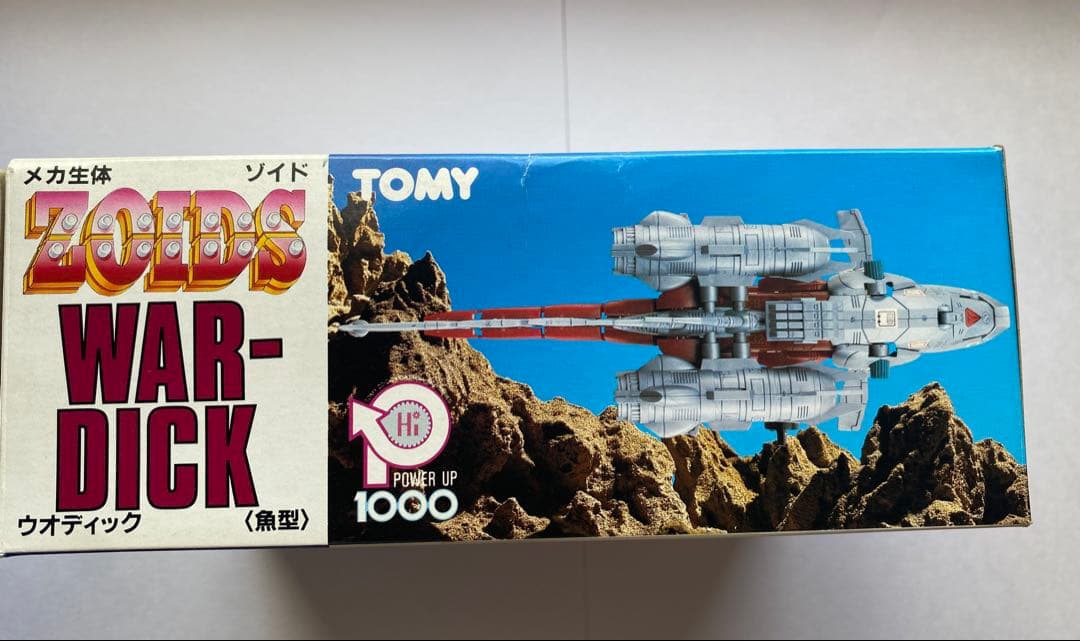 メカ生体 ゾイド
ZOIDS
WAR-
DICK
ウオディック 〈魚型〉
TOMY
Hi
POWER UP
1000